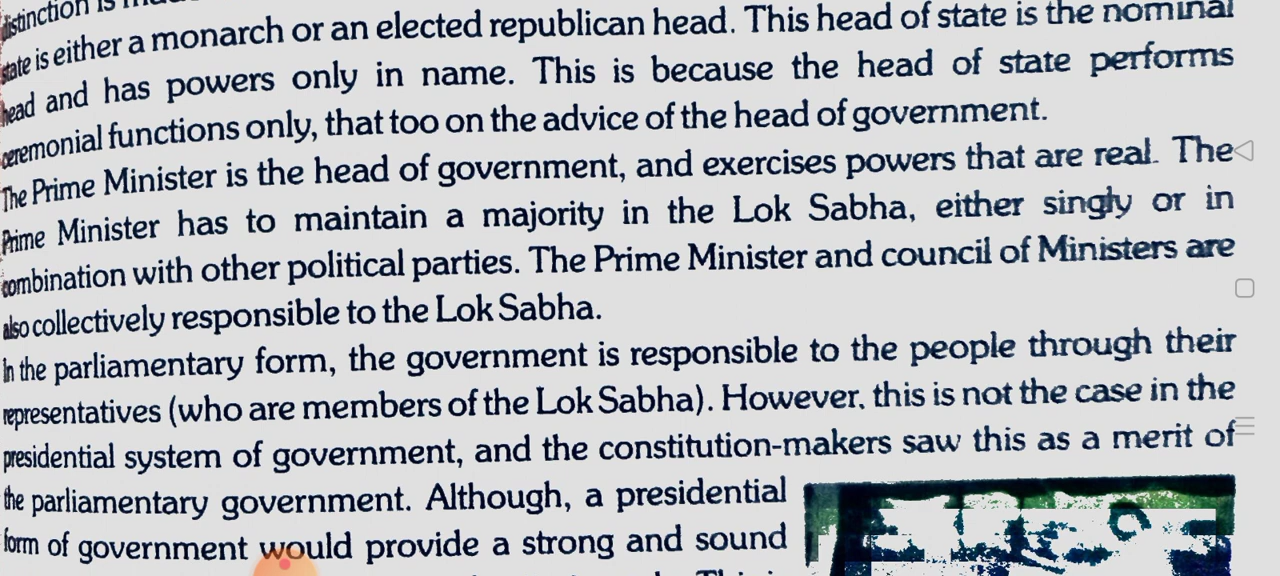 distinction is
state is either a monarch or an elected republican head. This head of state is the nominal
head and has powers only in name. This is because the head of state performs
ceremonial functions only, that too on the advice of the head of government.
The Prime Minister is the head of government, and exercises powers that are real. The
Prime Minister has to maintain a majority in the Lok Sabha, either singly or in
combination with other political parties. The Prime Minister and council of Ministers are
also collectively responsible to the Lok Sabha.
In the parliamentary form, the government is responsible to the people through their
representatives (who are members of the Lok Sabha). However, this is not the case in the
presidential system of government, and the constitution-makers saw this as a merit of
the parliamentary government. Although, a presidential
form of government would provide a strong and sound